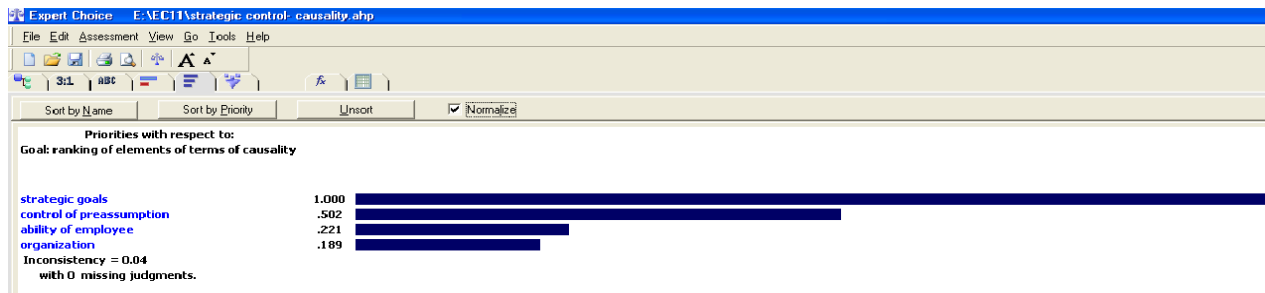 Expert Choice E:\EC11\strategic control- causality.ahp
File Edit Assessment View Go Tools Help
A A
3:1 ABC fx
Sort by Name Sort by Priority Unsort Normalize
Priorities with respect to:
Goal: ranking of elements of terms of causality
strategic goals 1.000
control of preassumption .502
ability of employee .221
organization .189
Inconsistency = 0.04
with 0 missing judgments.